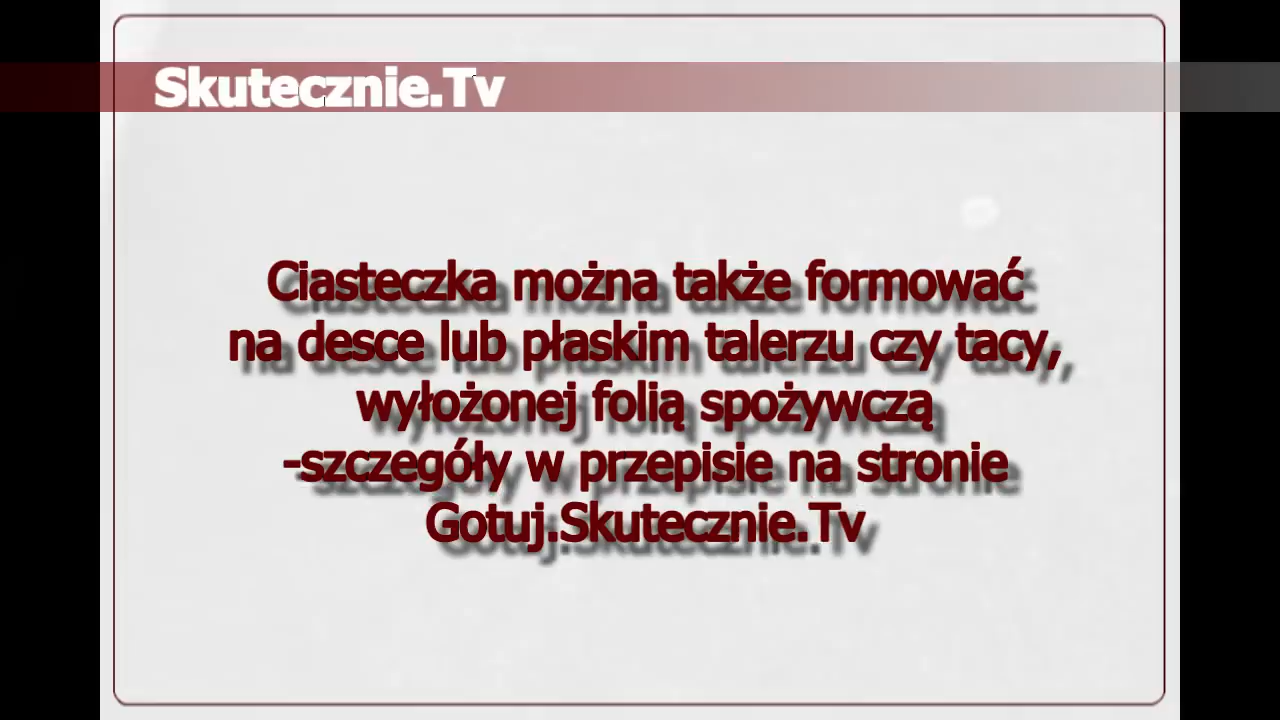 Skutecznie.Tv
Ciasteczka można także formować
na desce lub płaskim talerzu czy tacy,
wyłożonej folią spożywczą
-szczegóły w przepisie na stronie
Gotuj.Skutecznie.Tv